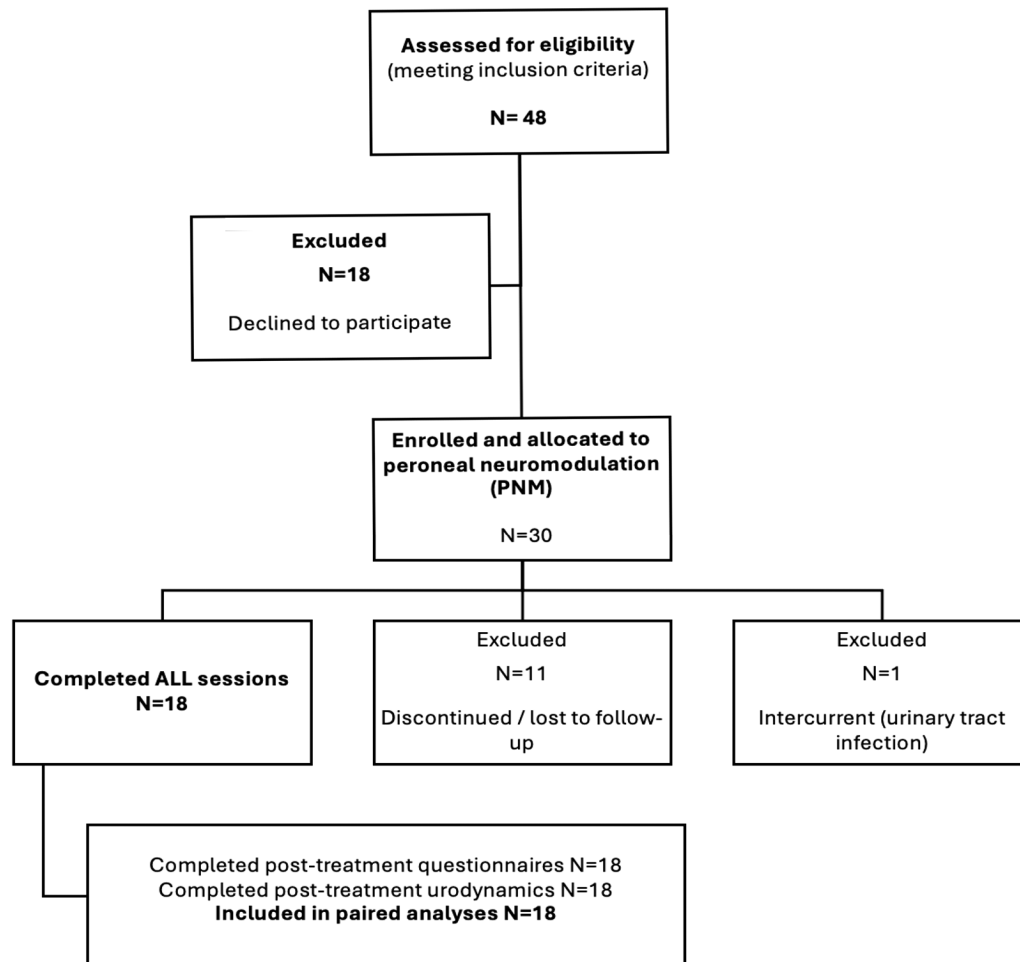 Assessed for eligibility
(meeting inclusion criteria)
N= 48
Excluded
N=18
Declined to participate
Enrolled and allocated to
peroneal neuromodulation
(PNM)
N=30
Completed ALL sessions
N=18
Excluded
N=11
Discontinued / lost to follow-
up
Excluded
N=1
Intercurrent (urinary tract
infection)
Completed post-treatment questionnaires N=18
Completed post-treatment urodynamics N=18
Included in paired analyses N=18